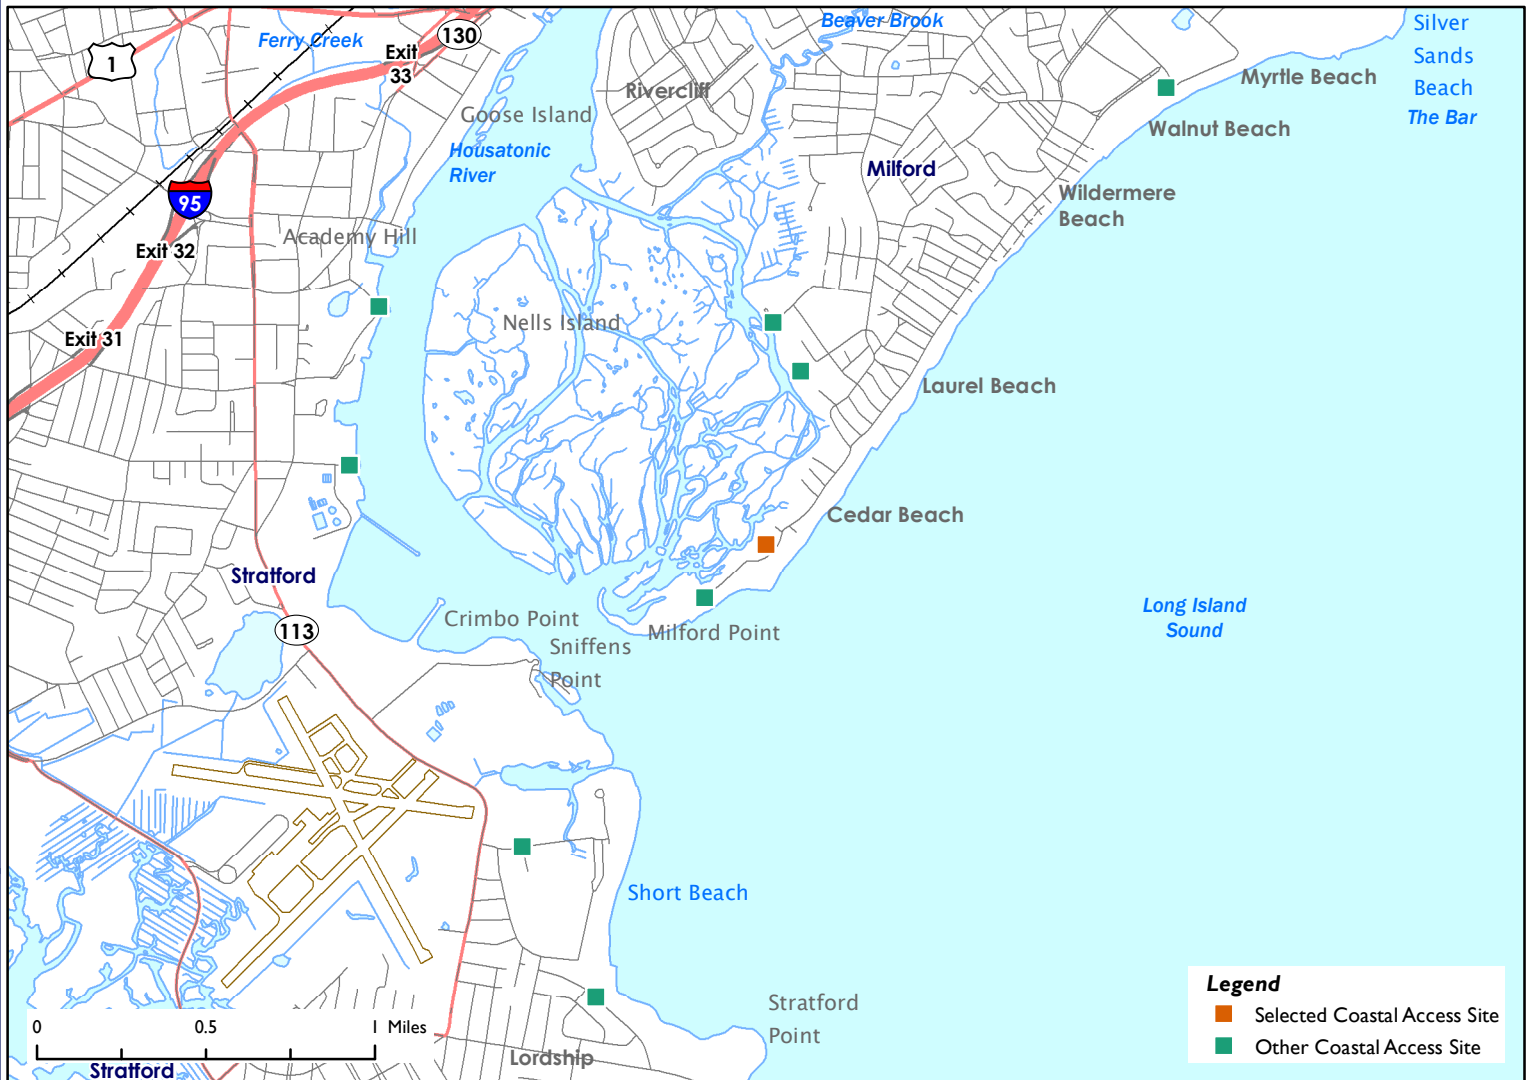 Beaver Brook
Silver
Sands
Beach
The Bar
Ferry Creek
130
Exit
33
1
Myrtle Beach
Rivercliff
Goose Island
Walnut Beach
Housatonic
River
Milford
Wildermere
Beach
95
Academy Hill
Exit 32
Nells Island
Exit 31
Laurel Beach
Cedar Beach
Stratford
Long Island
Sound
Crimbo Point
113
Milford Point
Sniffens
Point
Short Beach
Stratford
Point
Lordship
0 0.5 1 Miles
Stratford
Legend
Selected Coastal Access Site
Other Coastal Access Site